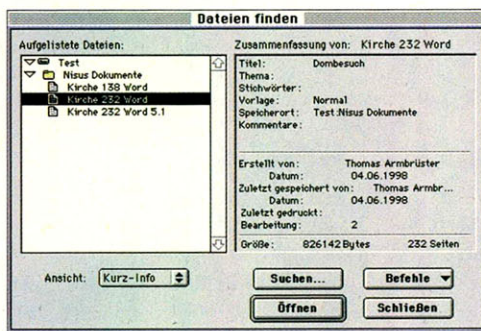 Dateien finden
Aufgelistete Dateien:
Test
Nisus Dokumente
Kirche 138 Word
Kirche 232 Word
Kirche 232 Word 5.1
Zusammenfassung von: Kirche 232 Word
Titel: Dombesuch
Thema:
Stichwörter:
Vorlage: Normal
Speicherort: Test:Nisus Dokumente
Kommentare:
Erstellt von: Thomas Armbrüster
Datum: 04.06.1998
Zuletzt gespeichert von: Thomas Armbr...
Datum: 04.06.1998
Zuletzt gedruckt:
Bearbeitung: 2
Größe: 826142 Bytes 232 Seiten
Ansicht: Kurz-Info
Suchen... Befehle
Öffnen Schließen